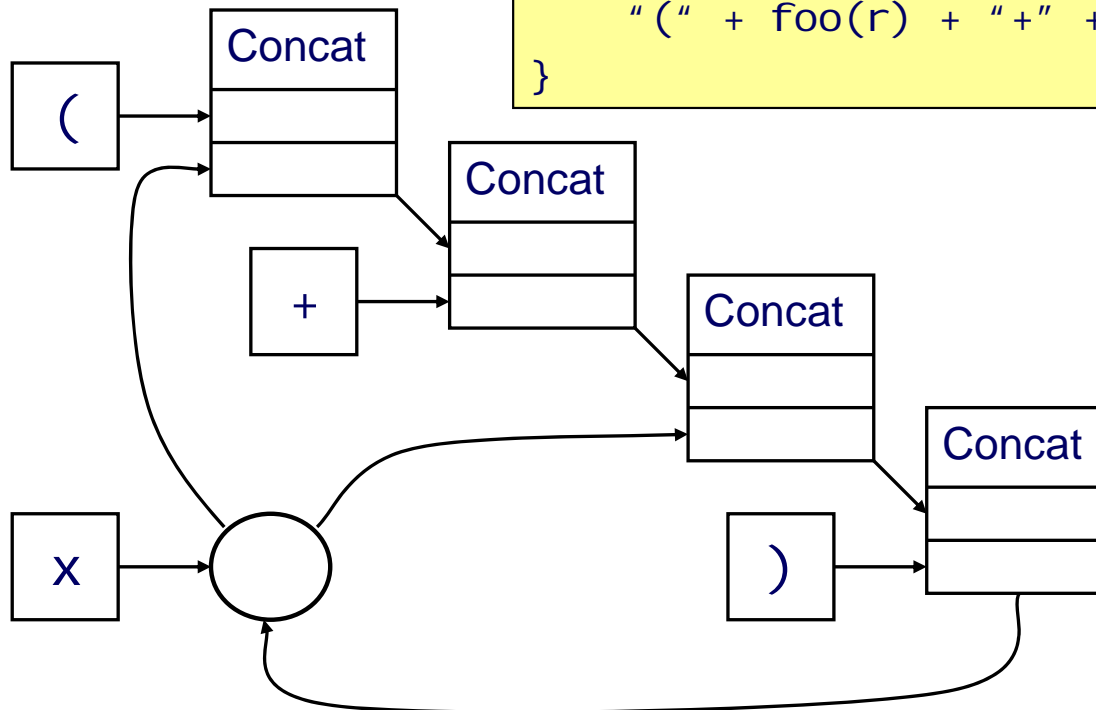 “(“ + foo(r) + “+” +
}
Concat
(
Concat
+
Concat
Concat
x
)